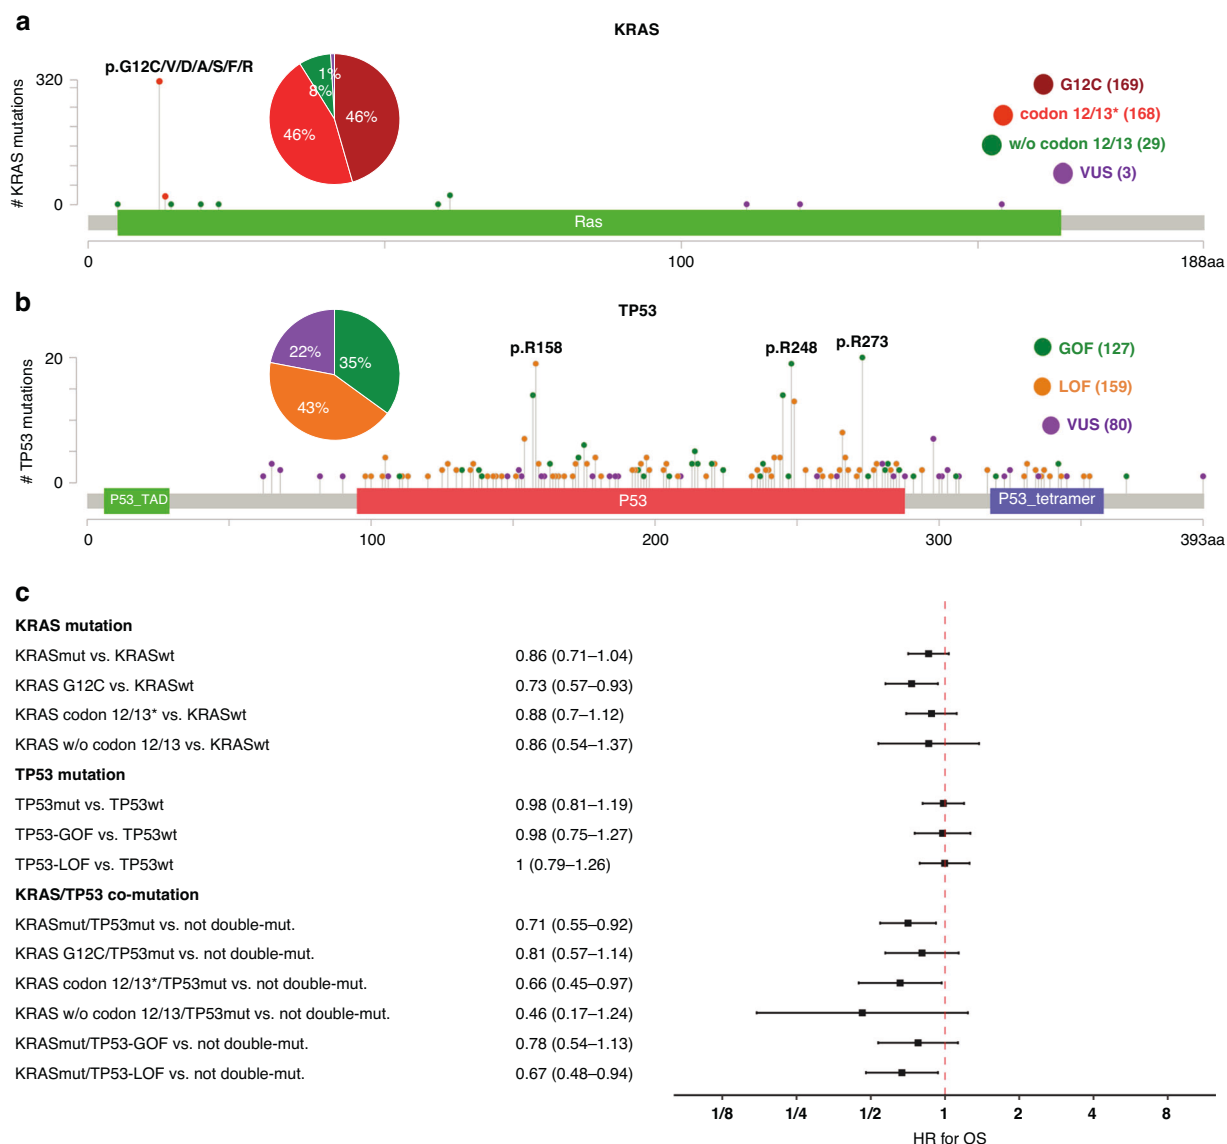 a
KRAS
p.G12C/V/D/A/S/F/R
320
0
# KRAS mutations
1%
8%
46%
46%
G12C (169)
codon 12/13* (168)
w/o codon 12/13 (29)
VUS (3)
Ras
0 100 188aa
b
TP53
p.R158 p.R248 p.R273
20
0
# TP53 mutations
22%
35%
43%
GOF (127)
LOF (159)
VUS (80)
P53_TAD P53 P53_tetramer
0 100 200 300 393aa
c
KRAS mutation
KRASmut vs. KRASwt 0.86 (0.71–1.04)
KRAS G12C vs. KRASwt 0.73 (0.57–0.93)
KRAS codon 12/13* vs. KRASwt 0.88 (0.7–1.12)
KRAS w/o codon 12/13 vs. KRASwt 0.86 (0.54–1.37)
TP53 mutation
TP53mut vs. TP53wt 0.98 (0.81–1.19)
TP53-GOF vs. TP53wt 0.98 (0.75–1.27)
TP53-LOF vs. TP53wt 1 (0.79–1.26)
KRAS/TP53 co-mutation
KRASmut/TP53mut vs. not double-mut. 0.71 (0.55–0.92)
KRAS G12C/TP53mut vs. not double-mut. 0.81 (0.57–1.14)
KRAS codon 12/13*/TP53mut vs. not double-mut. 0.66 (0.45–0.97)
KRAS w/o codon 12/13/TP53mut vs. not double-mut. 0.46 (0.17–1.24)
KRASmut/TP53-GOF vs. not double-mut. 0.78 (0.54–1.13)
KRASmut/TP53-LOF vs. not double-mut. 0.67 (0.48–0.94)
1/8 1/4 1/2 1 2 4 8
HR for OS